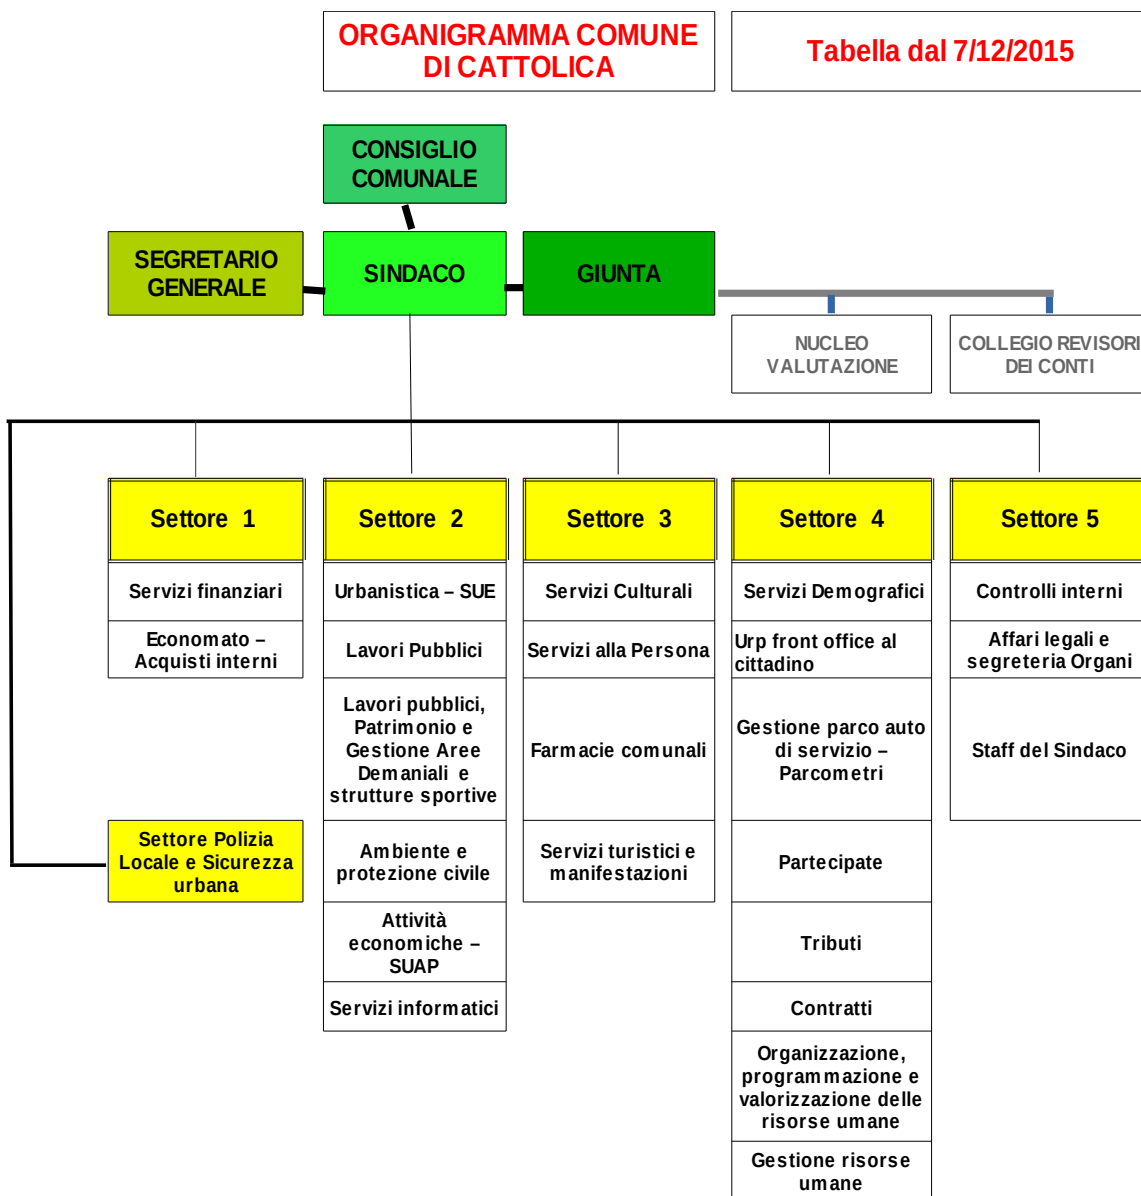 ORGANIGRAMMA COMUNE
DI CATTOLICA
Tabella dal 7/12/2015
CONSIGLIO
COMUNALE
SEGRETARIO
GENERALE
SINDACO
GIUNTA
NUCLEO
VALUTAZIONE
COLLEGIO REVISORI
DEI CONTI
Settore 1
Servizi finanziari
Economato –
Acquisti interni
Settore Polizia
Locale e Sicurezza
urbana
Settore 2
Urbanistica – SUE
Lavori Pubblici
Lavori pubblici,
Patrimonio e
Gestione Aree
Demaniali e
strutture sportive
Ambiente e
protezione civile
Attività
economiche –
SUAP
Servizi informatici
Settore 3
Servizi Culturali
Servizi alla Persona
Farmacie comunali
Servizi turistici e
manifestazioni
Settore 4
Servizi Demografici
Urp front office al
cittadino
Gestione parco auto
di servizio –
Parcometri
Partecipate
Tributi
Contratti
Organizzazione,
programmazione e
valorizzazione delle
risorse umane
Gestione risorse
umane
Settore 5
Controlli interni
Affari legali e
segreteria Organi
Staff del Sindaco